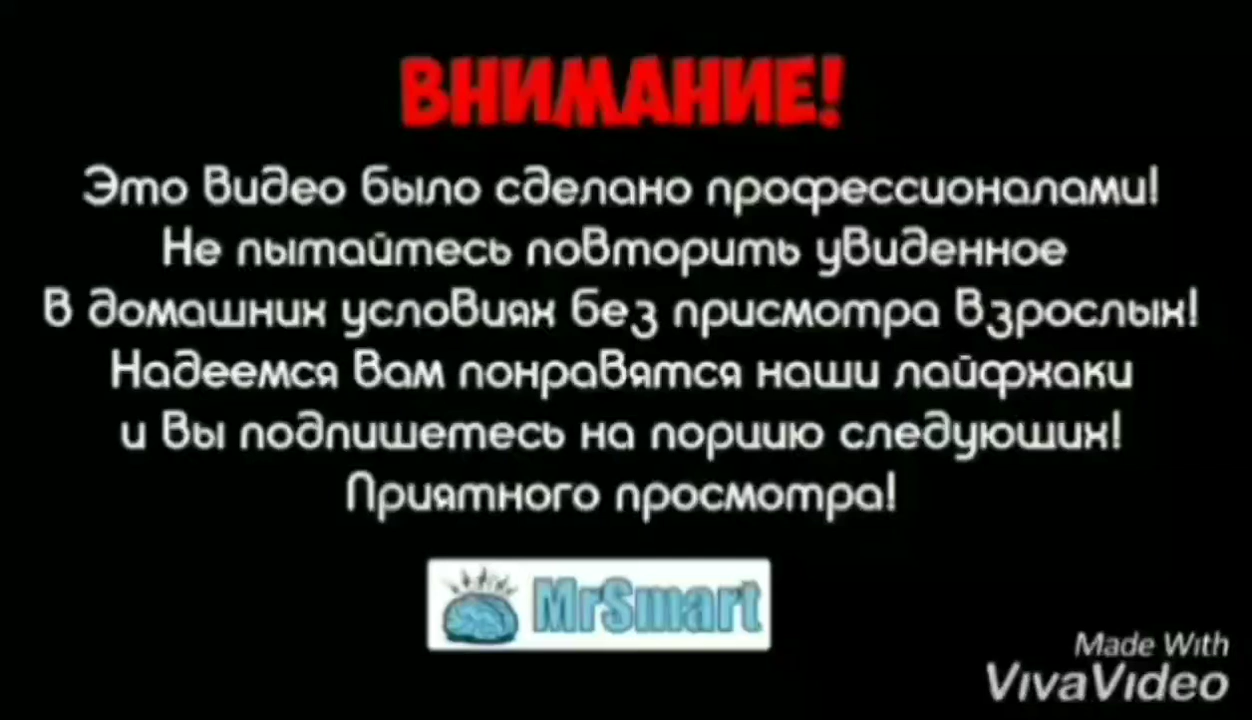 ВНИМАНИЕ!
Это видео было сделано профессионалами!
Не пытайтесь повторить увиденное
в домашних условиях без присмотра взрослых!
Надеемся вам понравятся наши лайфхаки
и вы подпишетесь на порцию следующих!
Приятного просмотра!
MrSmart
Made With
VivaVideo